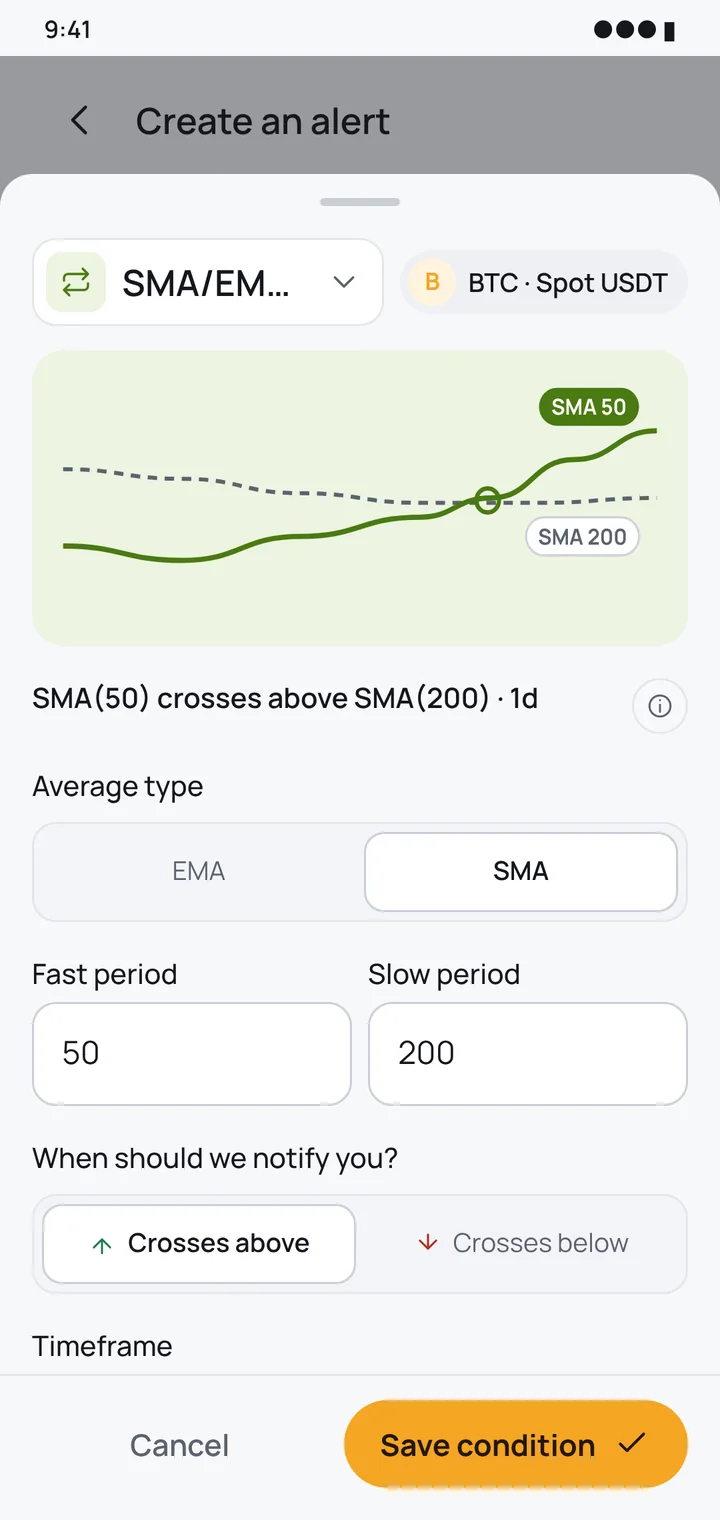 9:41
Create an alert
SMA/EM...
B BTC · Spot USDT
SMA 50
SMA 200
SMA(50) crosses above SMA(200) · 1d
Average type
EMA SMA
Fast period Slow period
50 200
When should we notify you?
Crosses above Crosses below
Timeframe
Cancel Save condition